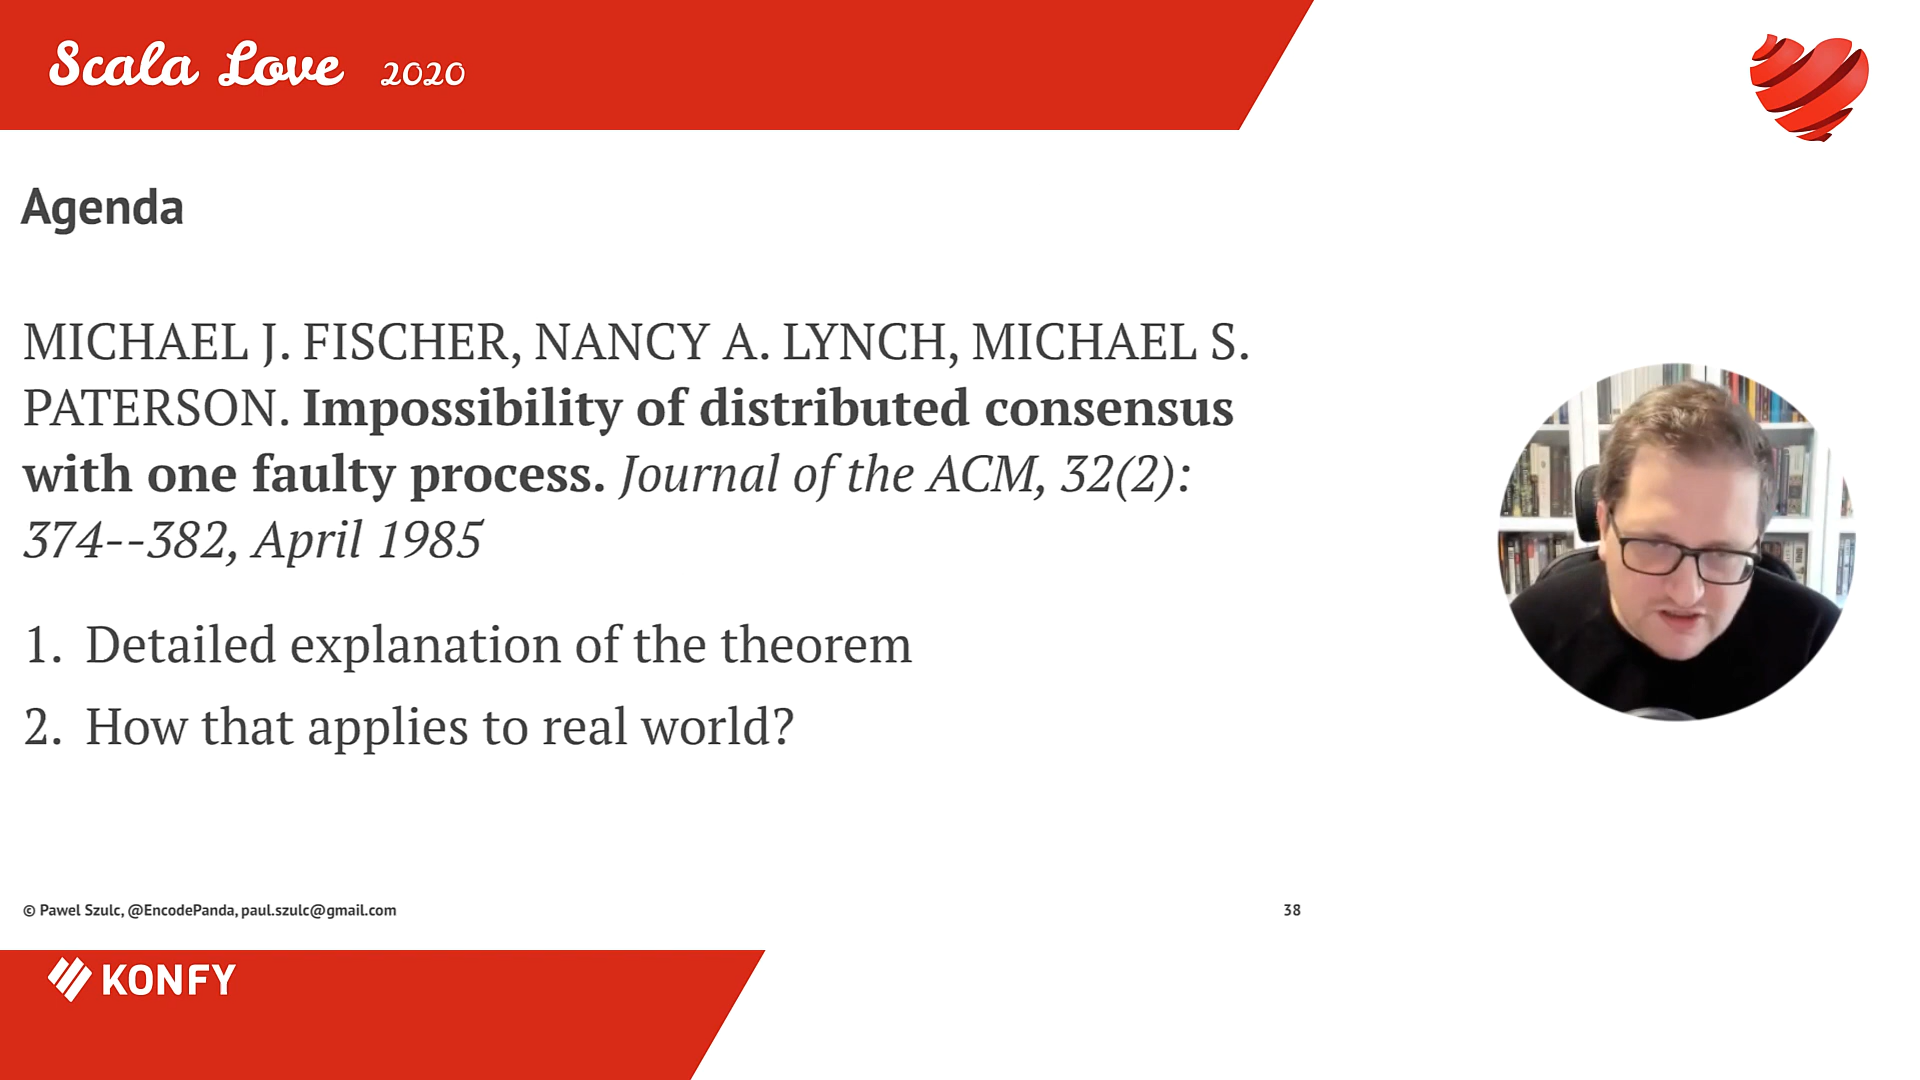 Scala Love 2020
Agenda
MICHAEL J. FISCHER, NANCY A. LYNCH, MICHAEL S.
PATERSON. Impossibility of distributed consensus
with one faulty process. Journal of the ACM, 32(2):
374--382, April 1985
1. Detailed explanation of the theorem
2. How that applies to real world?
© Pawel Szulc, @EncodePanda, paul.szulc@gmail.com
38
KONFY